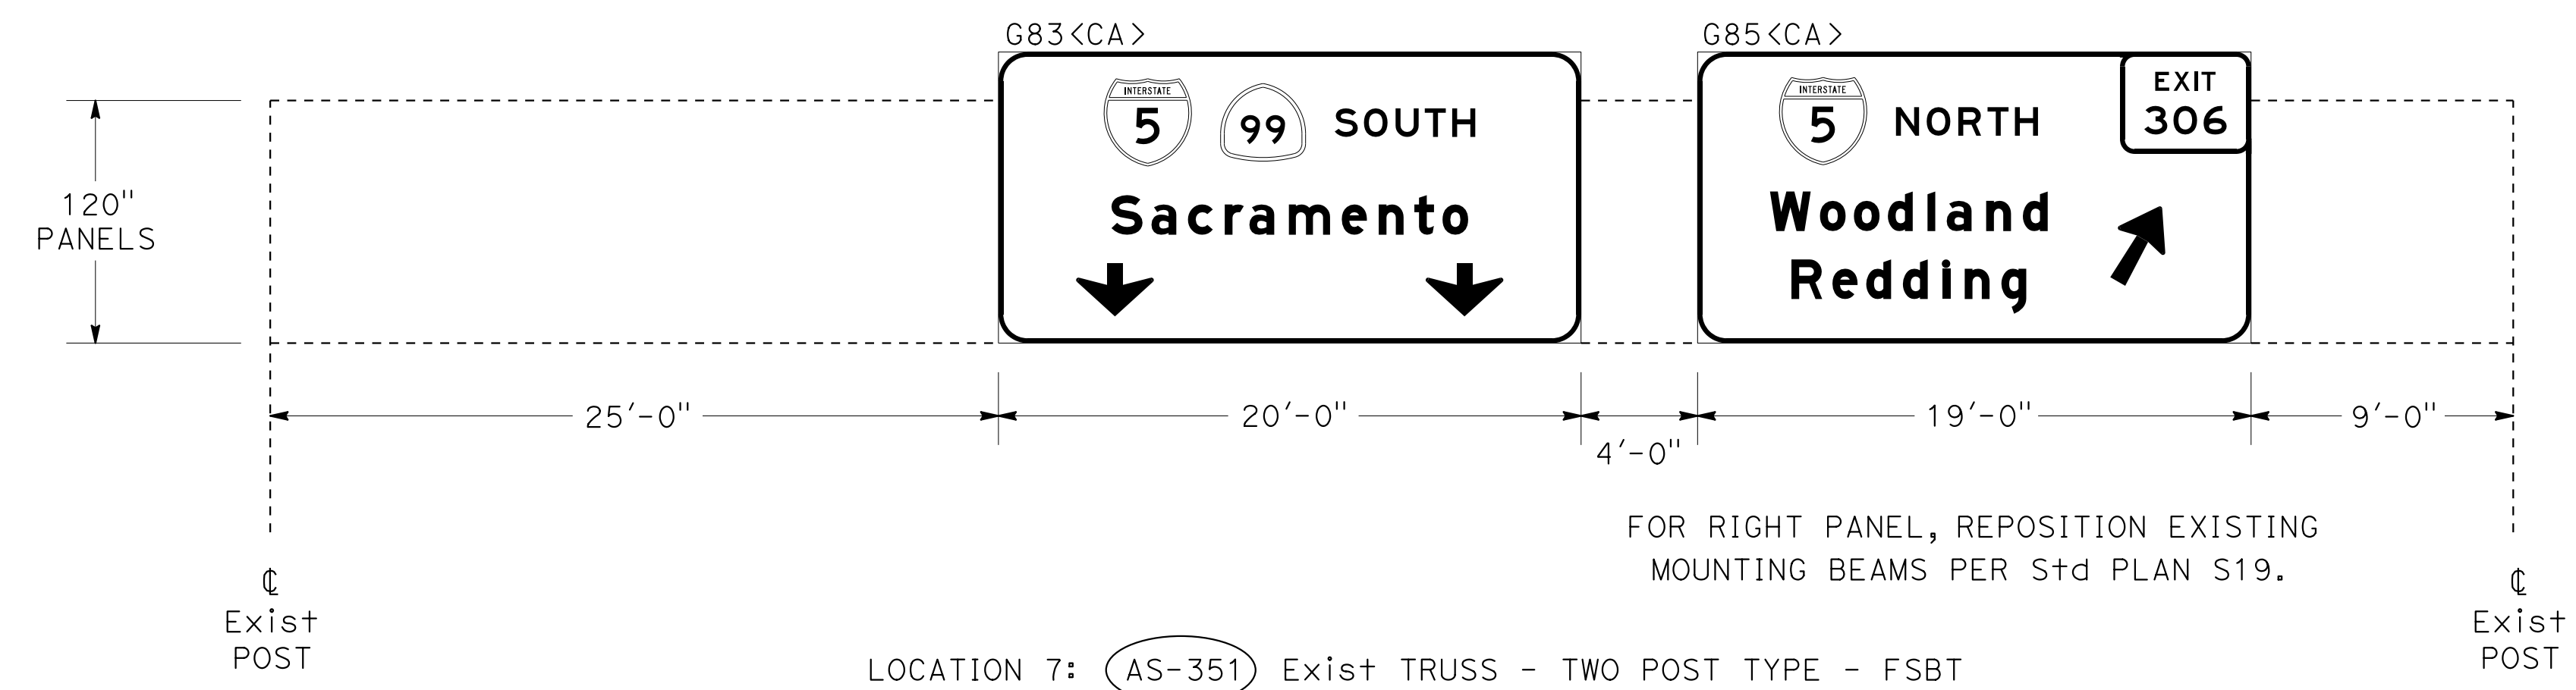 G83<CA>
INTERSTATE
5
99
SOUTH
Sacramento
G85<CA>
INTERSTATE
5
NORTH
EXIT
306
Woodland
Redding
120"
PANELS
25'-0"
20'-0"
4'-0"
19'-0"
9'-0"
FOR RIGHT PANEL, REPOSITION EXISTING
MOUNTING BEAMS PER Std PLAN S19.
℄
Exist
POST
℄
Exist
POST
LOCATION 7: AS-351 Exist TRUSS - TWO POST TYPE - FSBT